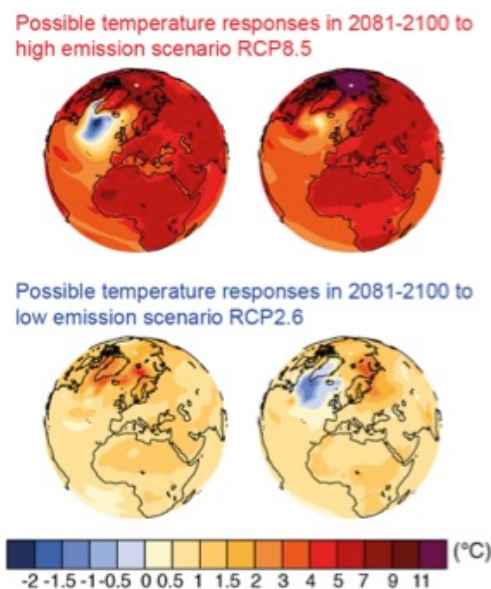 Possible temperature responses in 2081-2100 to
high emission scenario RCP8.5
Possible temperature responses in 2081-2100 to
low emission scenario RCP2.6
(°C)
-2 -1.5 -1 -0.5 0 0.5 1 1.5 2 3 4 5 7 9 11